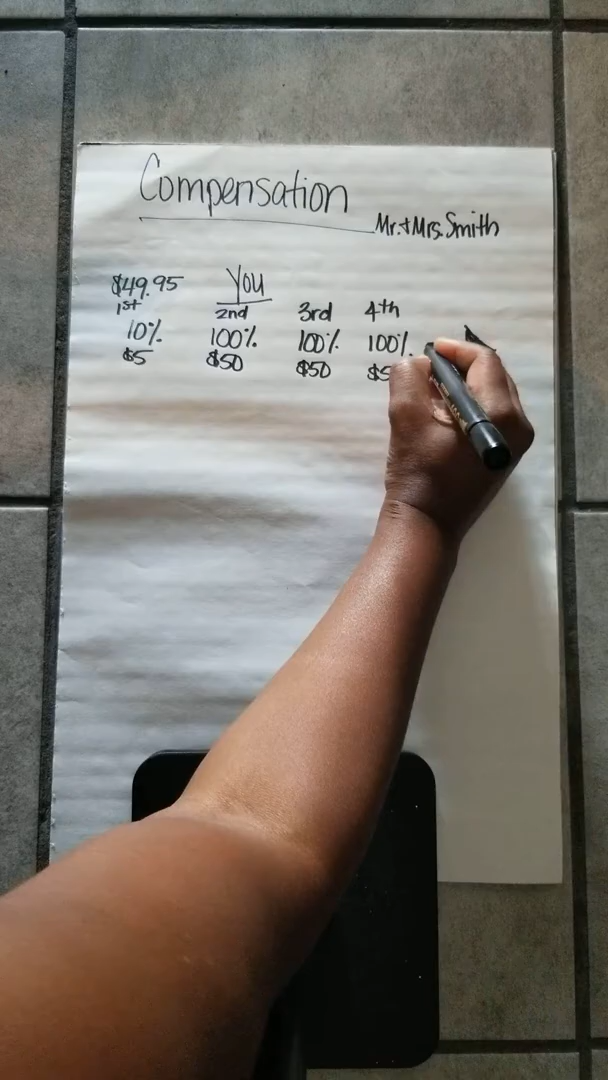 Compensation
Mr. & Mrs. Smith
$49.95 You
1st 2nd 3rd 4th
10% 100% 100% 100%
$5 $50 $50